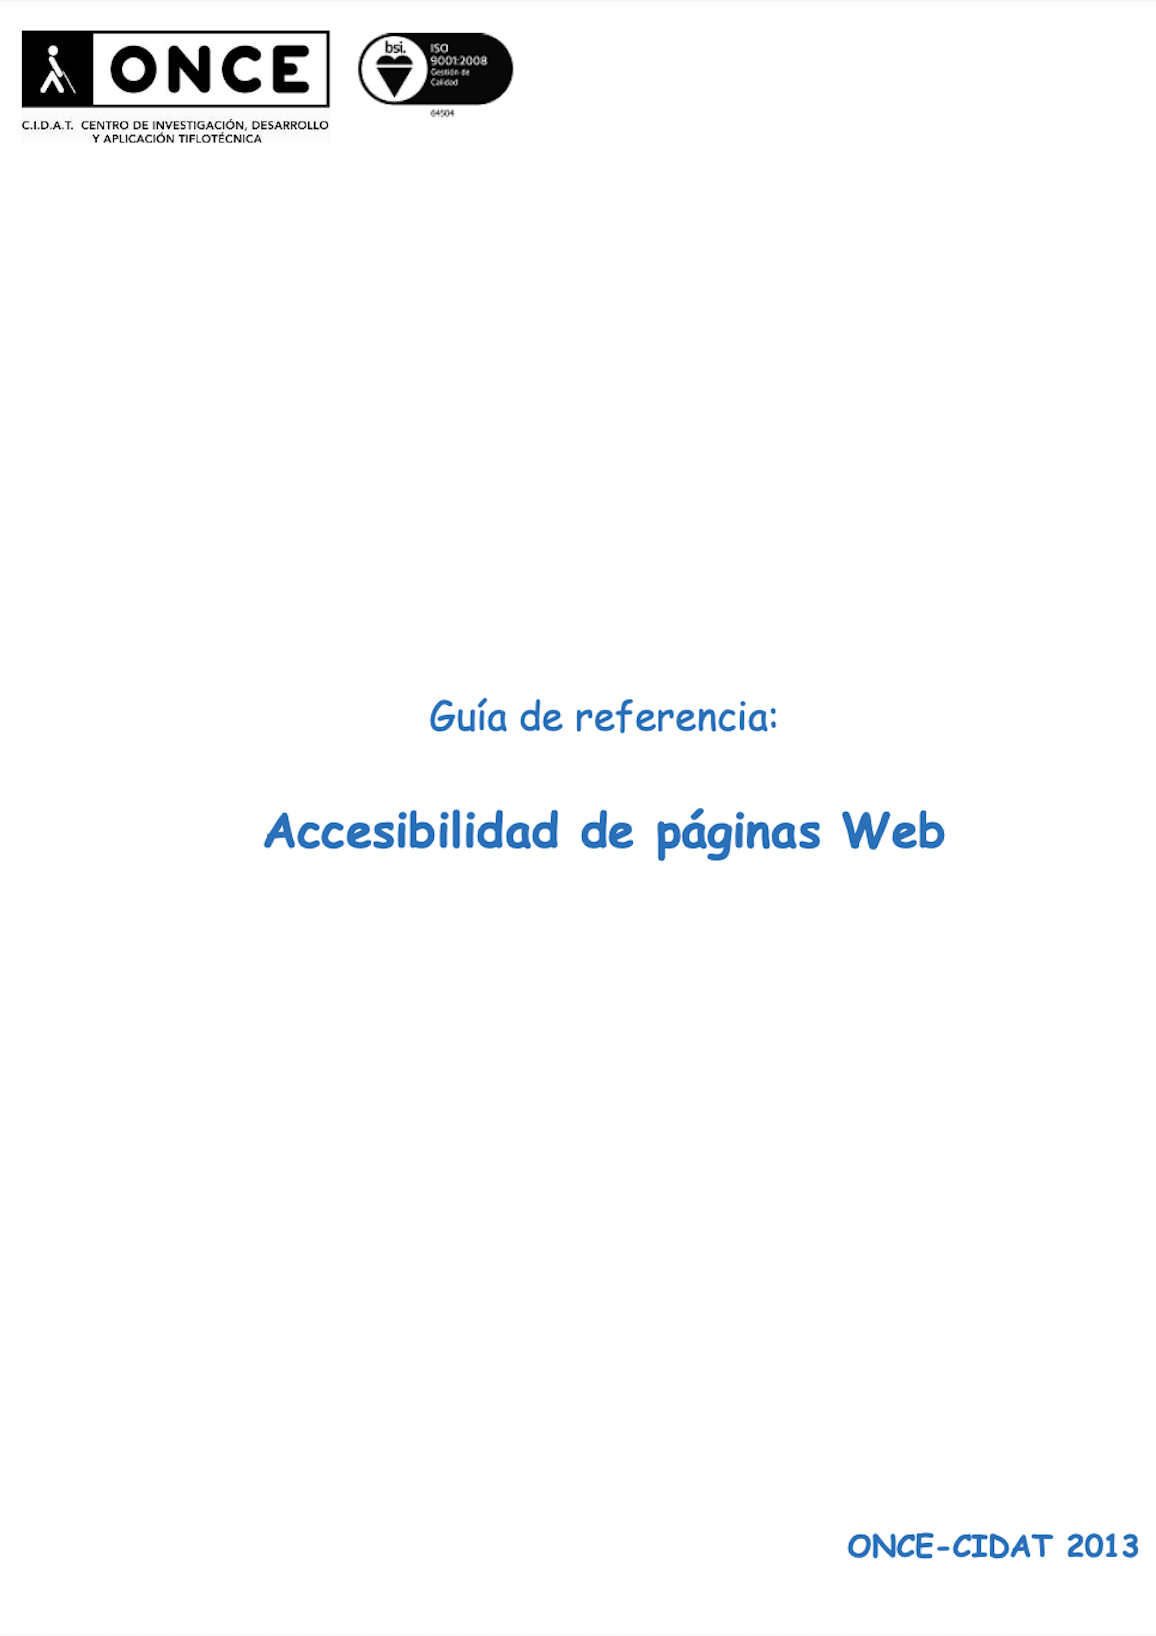 ONCE
C.I.D.A.T. CENTRO DE INVESTIGACIÓN, DESARROLLO
Y APLICACIÓN TIFLOTÉCNICA
bsi.
ISO
9001:2008
Gestión de
Calidad
64504
Guía de referencia:
Accesibilidad de páginas Web
ONCE-CIDAT 2013